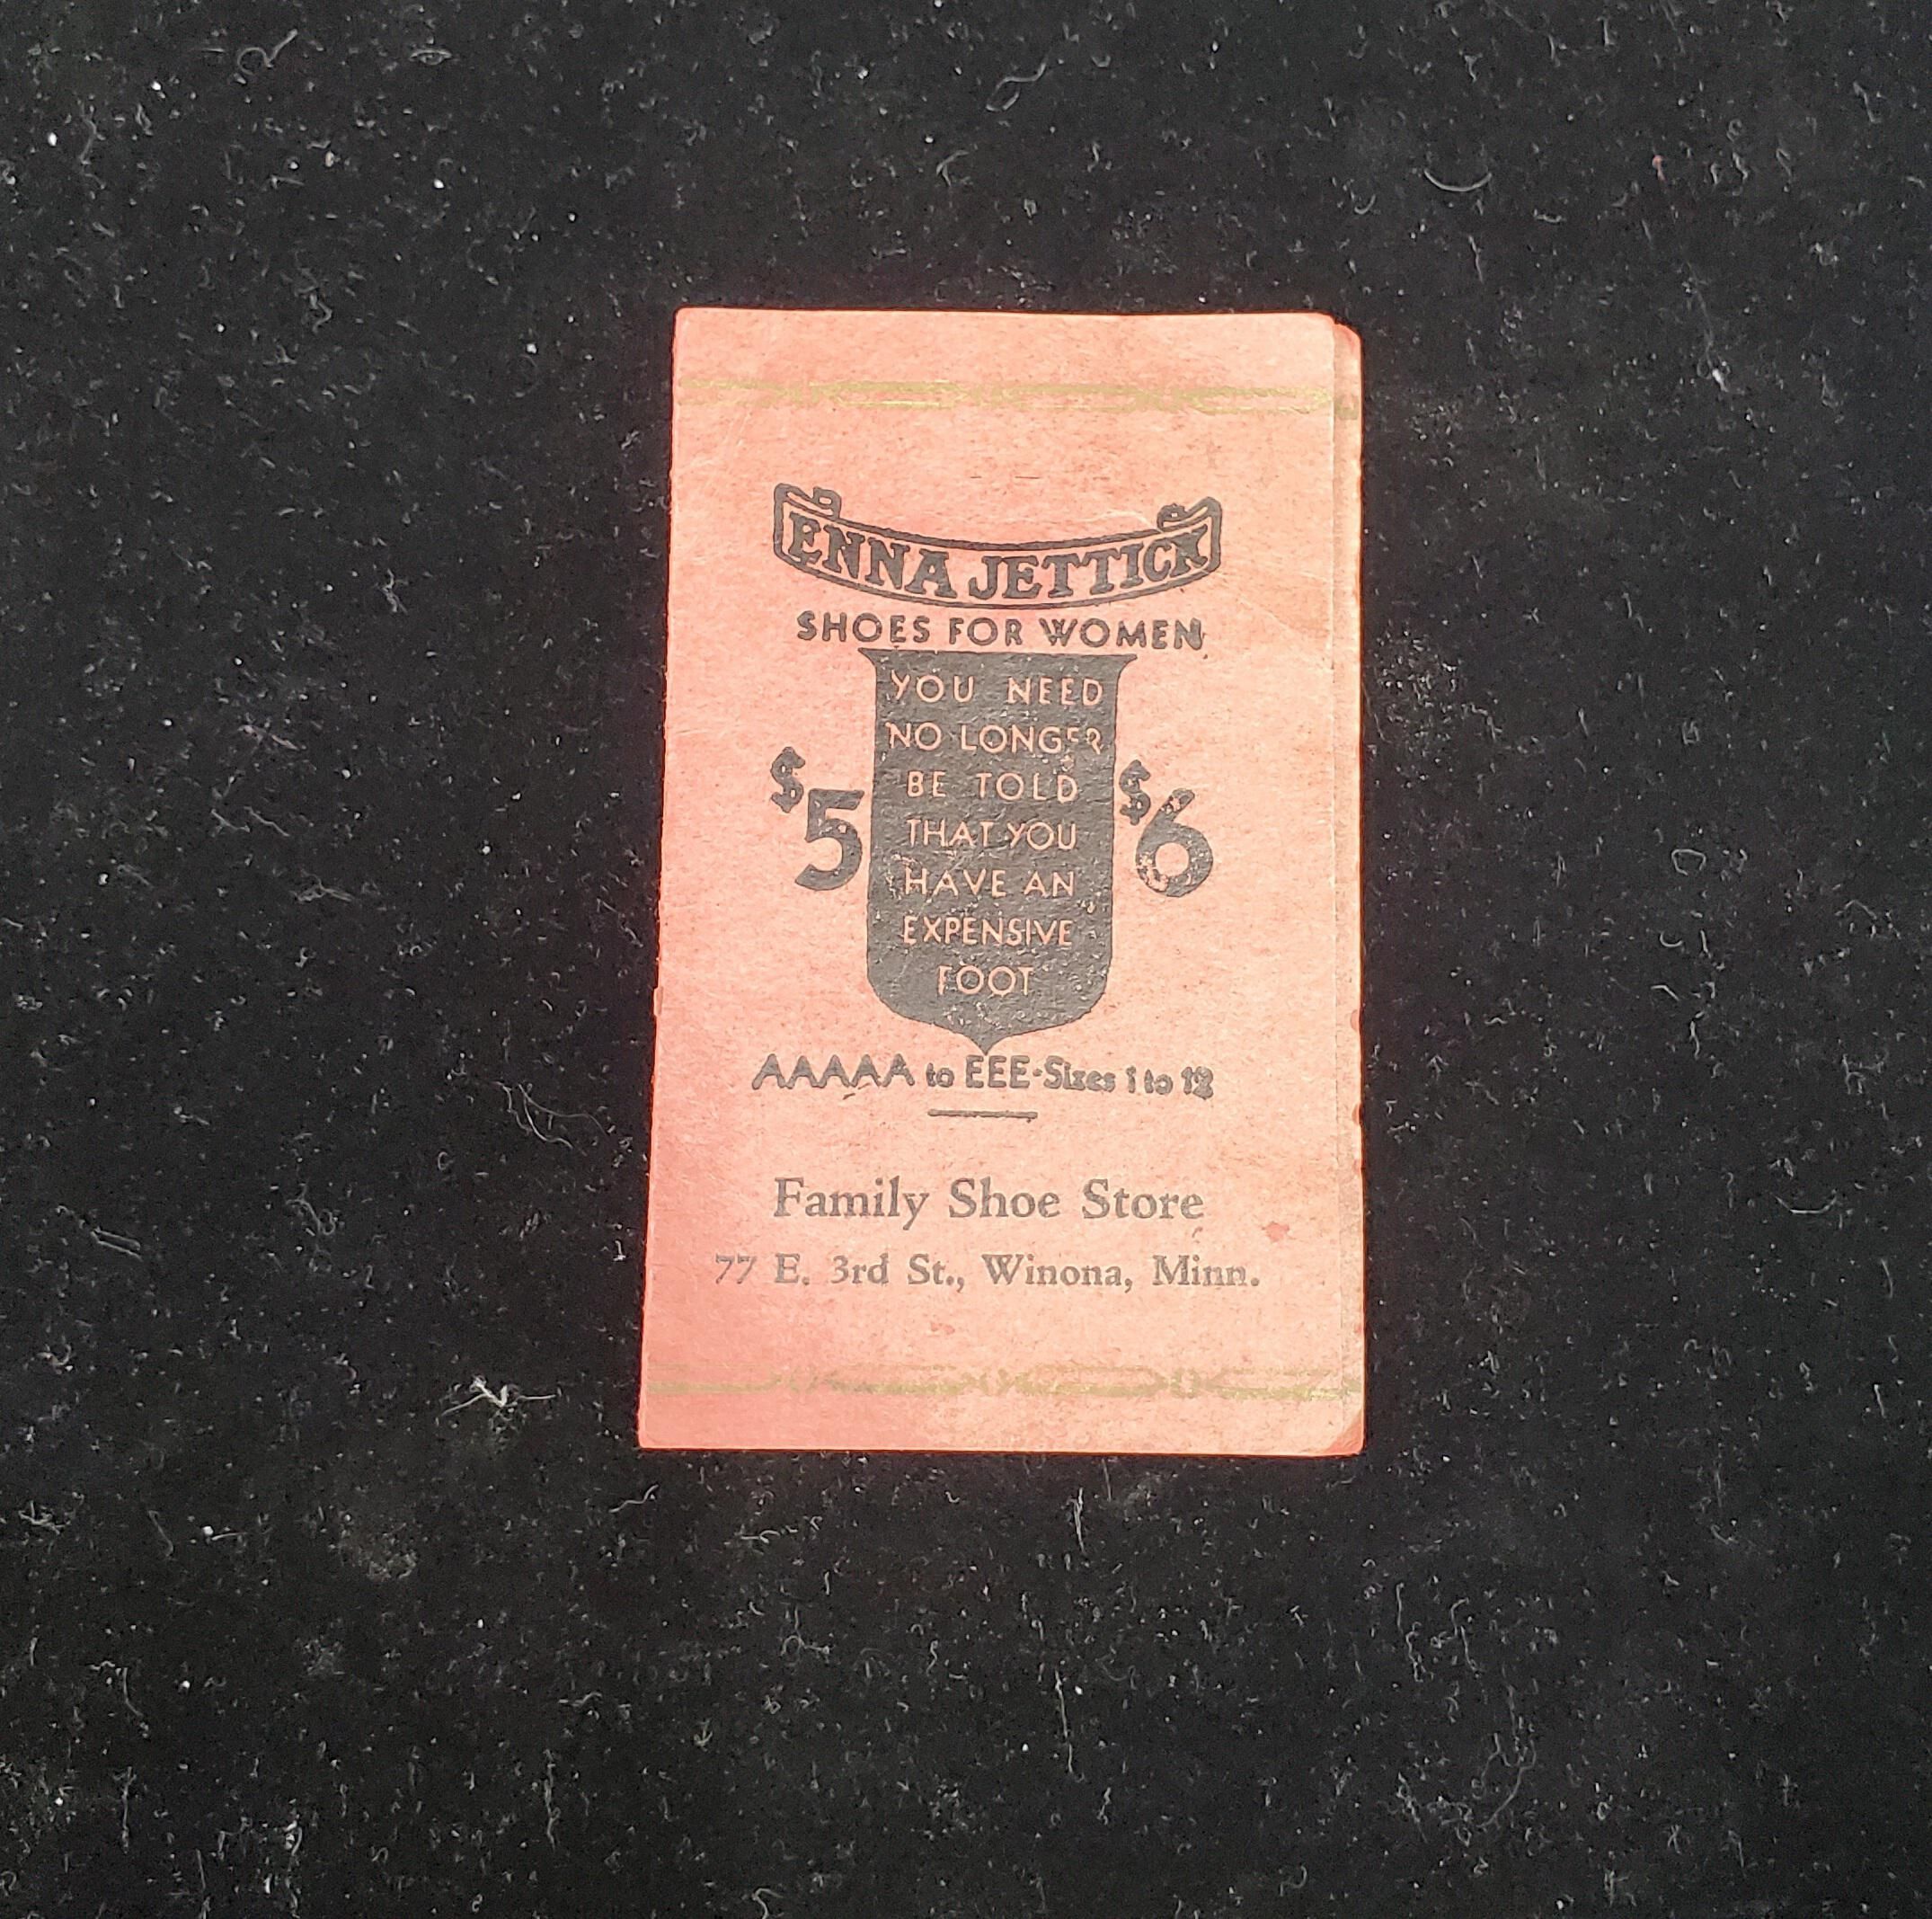 ENNA JETTICK
SHOES FOR WOMEN
YOU NEED
NO LONGER
BE TOLD
THAT YOU
HAVE AN
EXPENSIVE
FOOT
$5
$6
AAAAA to EEE-Sizes 1 to 12
Family Shoe Store
77 E. 3rd St., Winona, Minn.